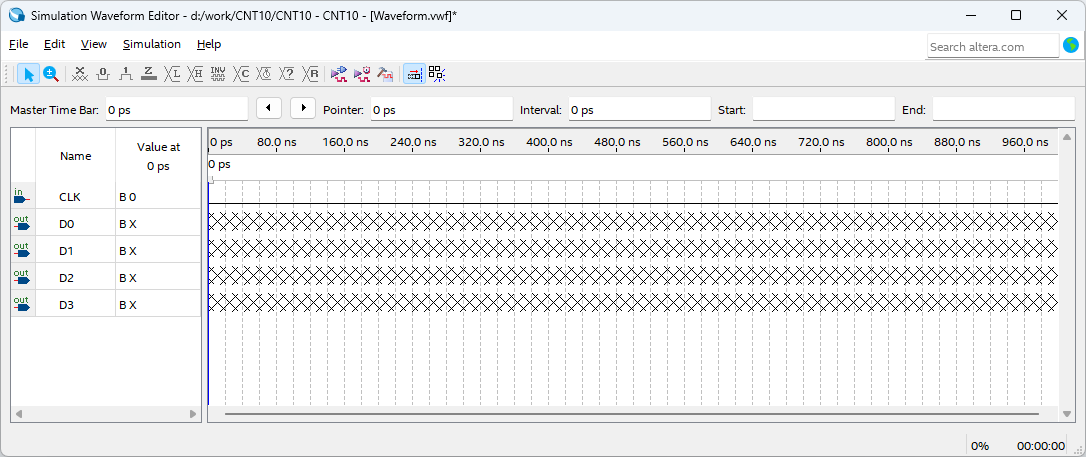 Simulation Waveform Editor - d:/work/CNT10/CNT10 - CNT10 - [Waveform.vwf]*
File Edit View Simulation Help
Search altera.com
Master Time Bar: 0 ps Pointer: 0 ps Interval: 0 ps Start: End:
Name
Value at
0 ps
0 ps 80.0 ns 160.0 ns 240.0 ns 320.0 ns 400.0 ns 480.0 ns 560.0 ns 640.0 ns 720.0 ns 800.0 ns 880.0 ns 960.0 ns
0 ps
in CLK B 0
out D0 B X
out D1 B X
out D2 B X
out D3 B X
0% 00:00:00